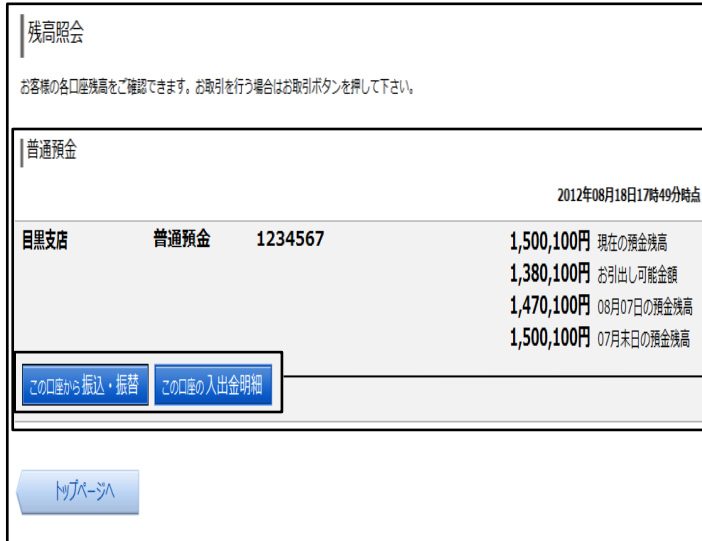 残高照会
お客様の各口座残高をご確認できます。お取引を行う場合はお取引ボタンを押して下さい。
普通預金
2012年08月18日17時49分時点
目黒支店 普通預金 1234567 1,500,100円 現在の預金残高
1,380,100円 お引出し可能金額
1,470,100円 08月07日の預金残高
1,500,100円 07月末日の預金残高
この口座から振込・振替 この口座の入出金明細
トップページへ